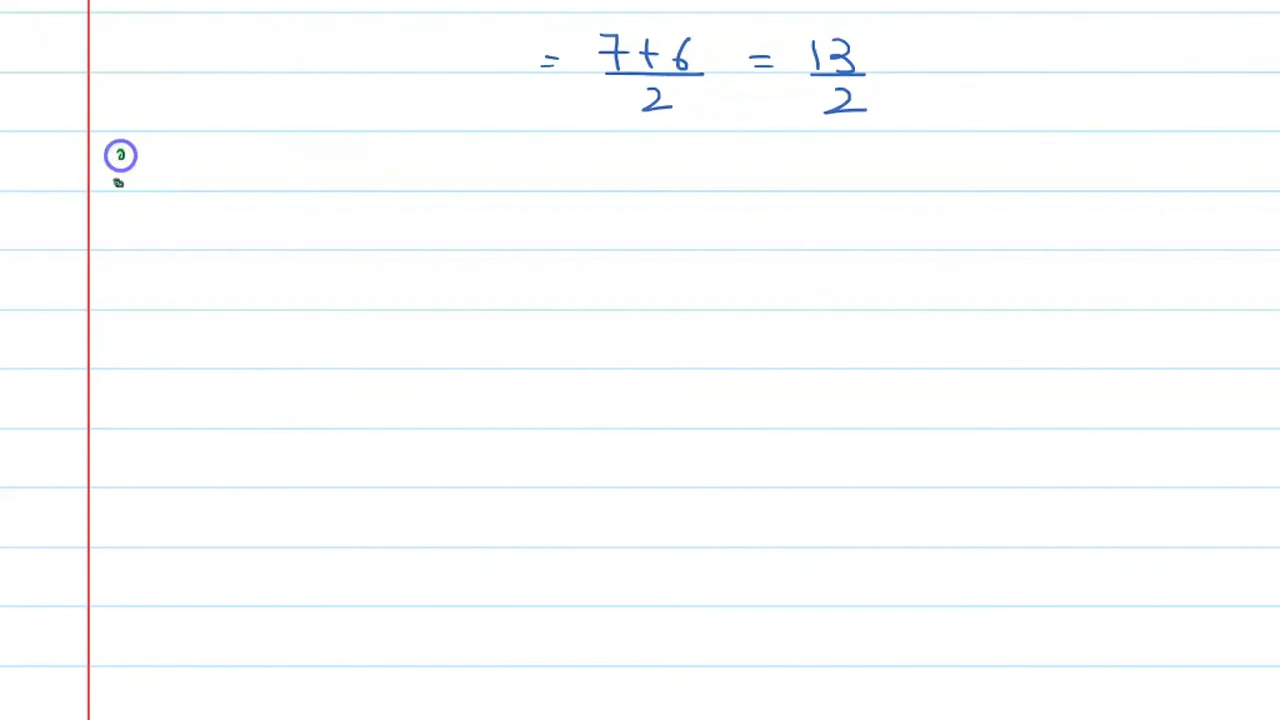 = 7+6/2 = 13/2